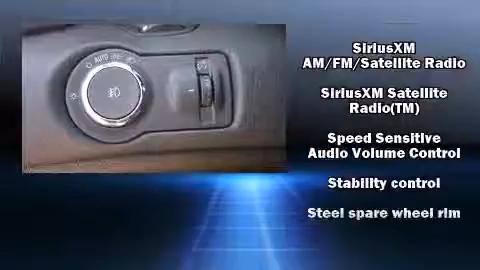 SiriusXM
AM/FM/Satellite Radio
SiriusXM Satellite
Radio(TM)
Speed Sensitive
Audio Volume Control
Stability control
Steel spare wheel rim
AUTO